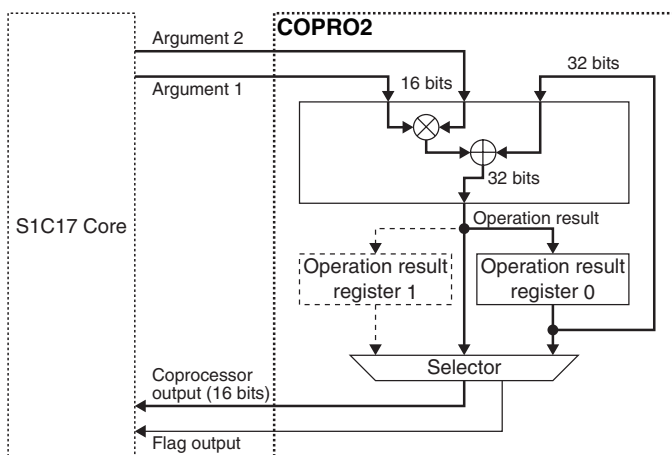 COPRO2
Argument 2
32 bits
16 bits
Argument 1
32 bits
S1C17 Core
Operation result
Operation result
register 1
Operation result
register 0
Selector
Coprocessor
output (16 bits)
Flag output